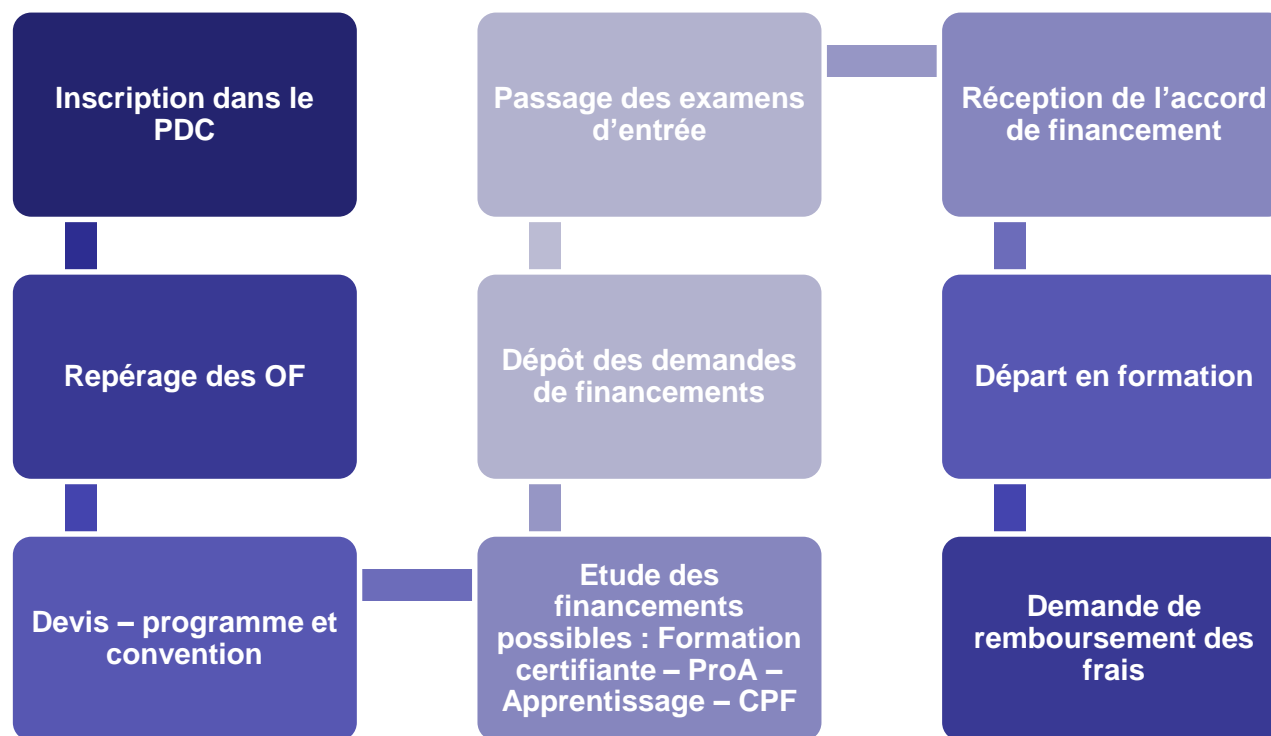 Inscription dans le
PDC
Repérage des OF
Devis – programme et
convention
Etude des
financements
possibles : Formation
certifiante – ProA –
Apprentissage – CPF
Dépôt des demandes
de financements
Passage des examens
d’entrée
Réception de l’accord
de financement
Départ en formation
Demande de
remboursement des
frais